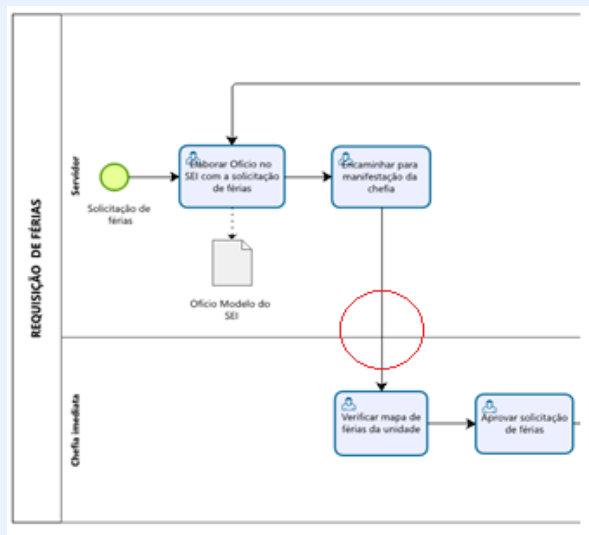 REQUISIÇÃO DE FÉRIAS
Servidor
Solicitação de
férias
Elaborar Ofício no
SEI com a solicitação
de férias
Encaminhar para
manifestação da
chefia
Ofício Modelo do
SEI
Chefia imediata
Verificar mapa de
férias da unidade
Aprovar solicitação
de férias